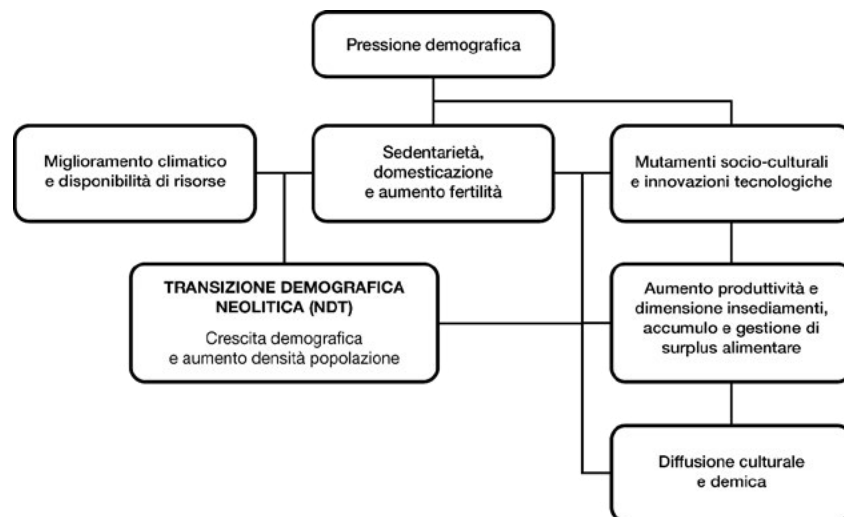 Pressione demografica
Miglioramento climatico
e disponibilità di risorse
Sedentarietà,
domesticazione
e aumento fertilità
Mutamenti socio-culturali
e innovazioni tecnologiche
TRANSIZIONE DEMOGRAFICA
NEOLITICA (NDT)
Crescita demografica
e aumento densità popolazione
Aumento produttività e
dimensione insediamenti,
accumulo e gestione di
surplus alimentare
Diffusione culturale
e demica